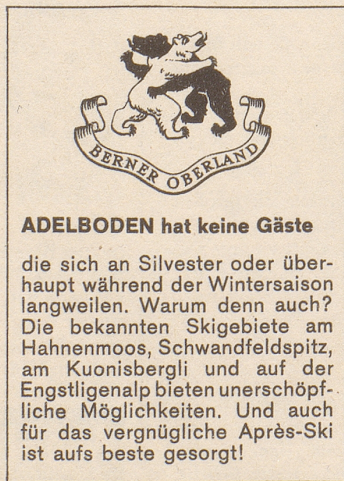 BERNER OBERLAND
ADELBODEN hat keine Gäste
die sich an Silvester oder über-
haupt während der Wintersaison
langweilen. Warum denn auch?
Die bekannten Skigebiete am
Hahnenmoos, Schwandfeldspitz,
am Kuonisbergli und auf der
Engstligenalp bieten unerschöpf-
liche Möglichkeiten. Und auch
für das vergnügliche Après-Ski
ist aufs beste gesorgt!